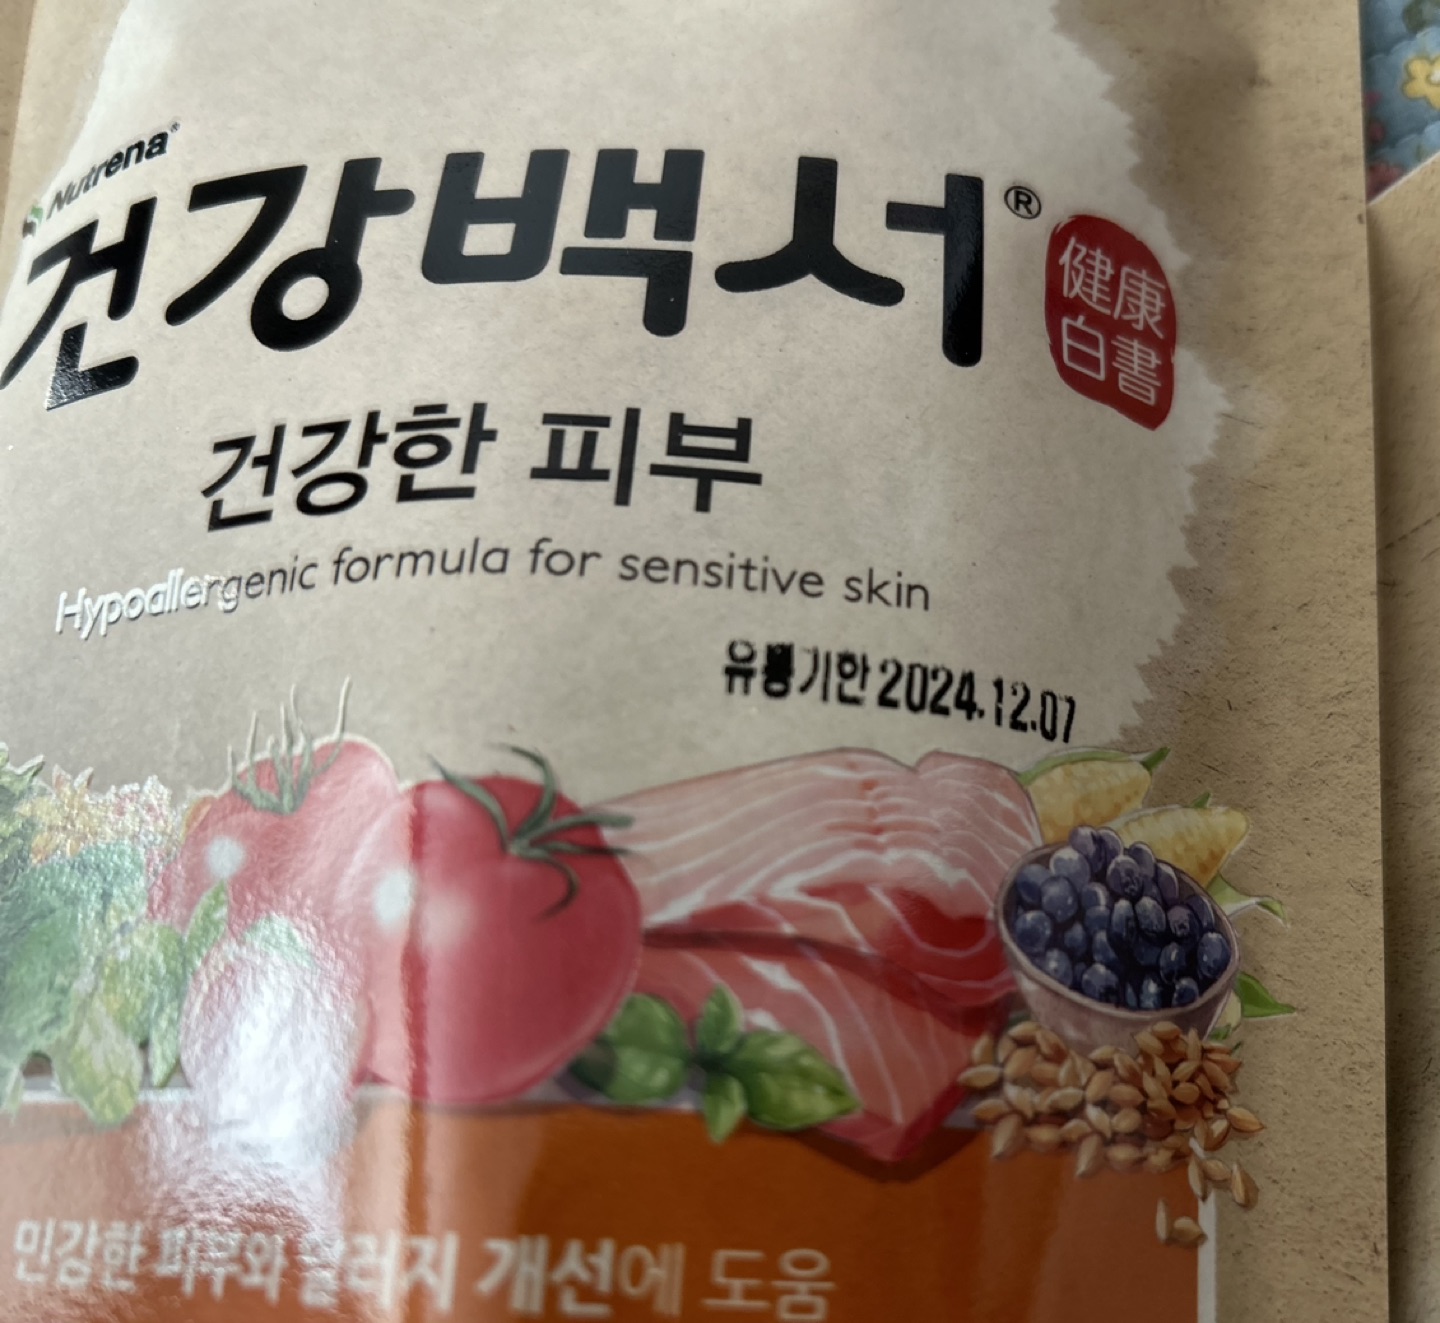 Nutrena®
건강백서®
健康
白書
건강한 피부
Hypoallergenic formula for sensitive skin
유통기한 2024.12.07
민감한 피부와 알러지 개선에 도움